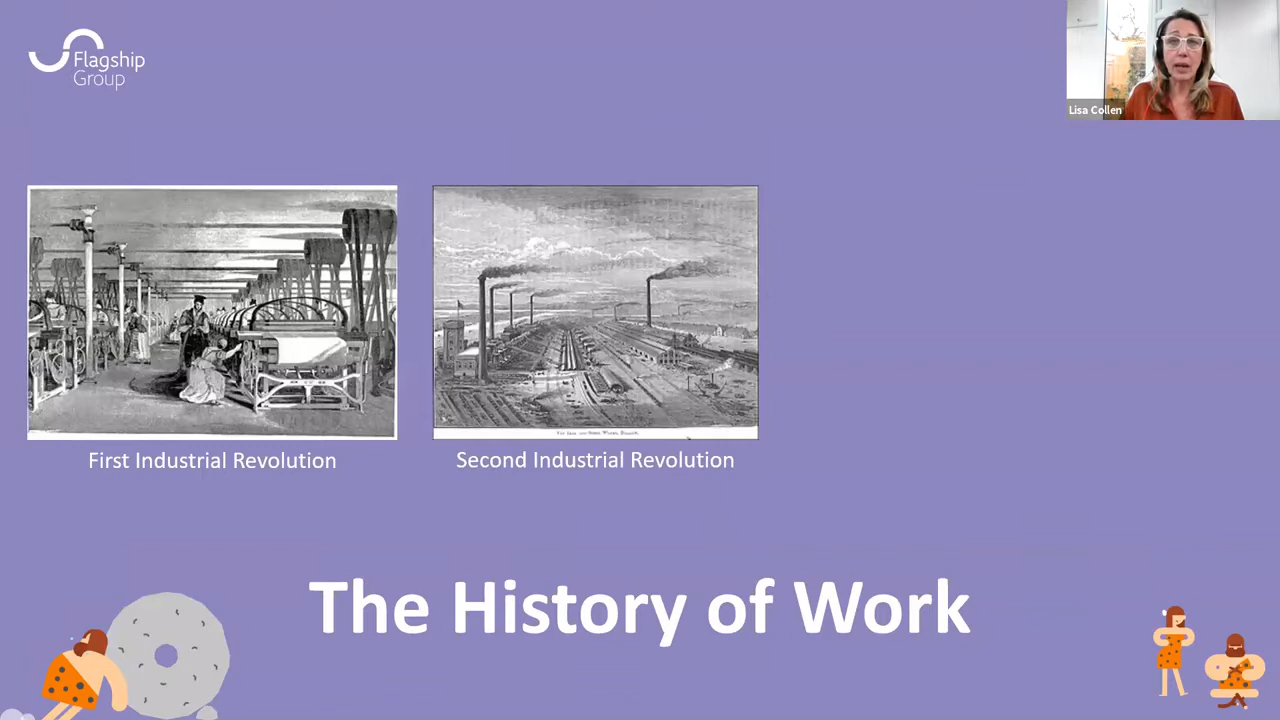 Flagship
Group
Lisa Collen
First Industrial Revolution
Second Industrial Revolution
The History of Work